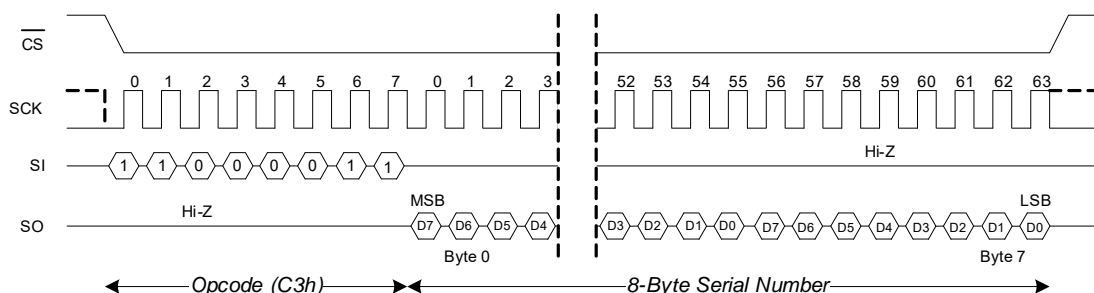 CS
0 1 2 3 4 5 6 7 0 1 2 3 52 53 54 55 56 57 58 59 60 61 62 63
SCK
Hi-Z
SI 1 1 0 0 0 0 1 1
Hi-Z MSB LSB
SO D7 D6 D5 D4 D3 D2 D1 D0 D7 D6 D5 D4 D3 D2 D1 D0
Byte 0 Byte 7
Opcode (C3h) 8-Byte Serial Number